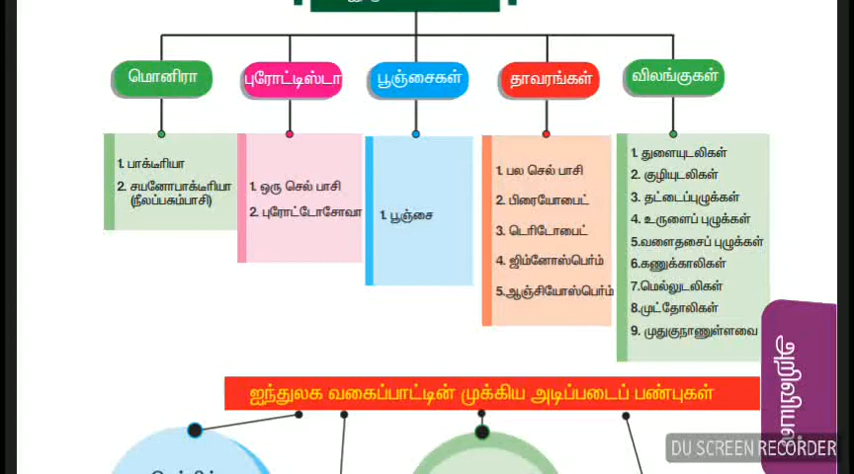 மொனிரா
புரோட்டிஸ்டா
பூஞ்சைகள்
தாவரங்கள்
விலங்குகள்
1. பாக்டீரியா
2. சயனோபாக்டீரியா
(நீலப்பசும்பாசி)
1. ஒரு செல் பாசி
2. புரோட்டோசோவா
1. பூஞ்சை
1. பல செல் பாசி
2. பிரையோபைட்
3. டெரிடோபைட்
4. ஜிம்னோஸ்பெர்ம்
5.ஆஞ்சியோஸ்பெர்ம்
1. துளையுடலிகள்
2. குழியுடலிகள்
3. தட்டைப்புழுக்கள்
4. உருளைப் புழுக்கள்
5.வளைதசைப் புழுக்கள்
6.கணுக்காலிகள்
7.மெல்லுடலிகள்
8.முட்தோலிகள்
9. முதுகுநாணுள்ளவை
ஐந்துலக வகைப்பாட்டின் முக்கிய அடிப்படைப் பண்புகள்
அறிவியல்
DU SCREEN RECORDER